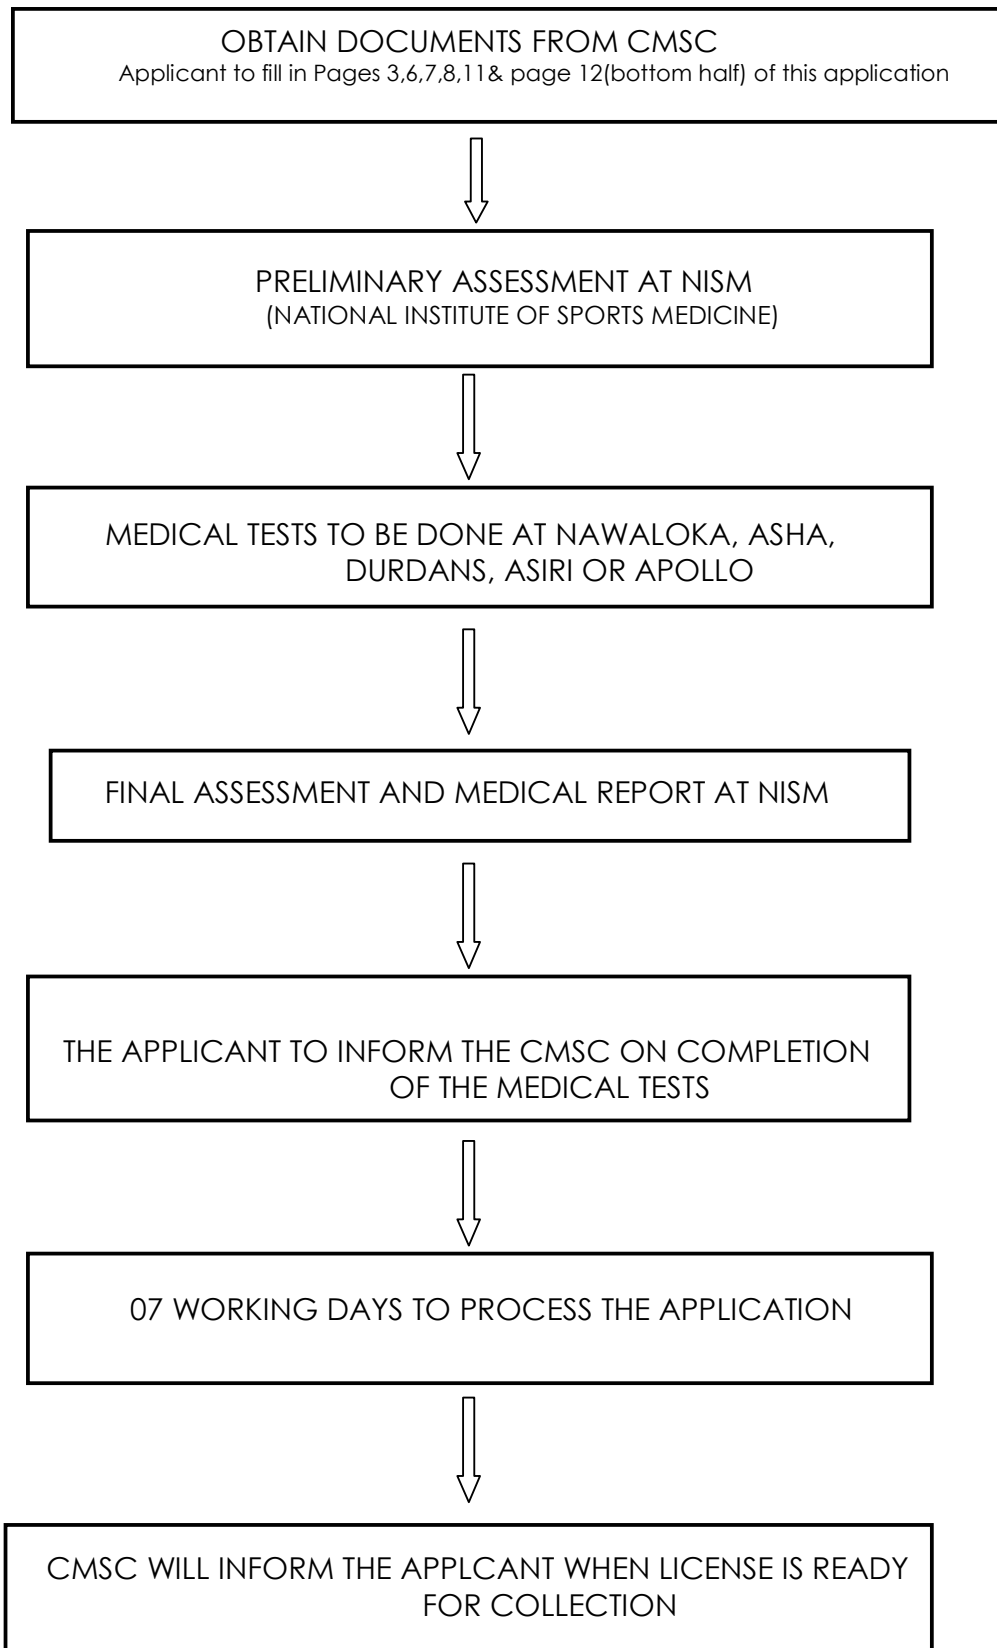 OBTAIN DOCUMENTS FROM CMSC
Applicant to fill in Pages 3,6,7,8,11& page 12(bottom half) of this application
PRELIMINARY ASSESSMENT AT NISM
(NATIONAL INSTITUTE OF SPORTS MEDICINE)
MEDICAL TESTS TO BE DONE AT NAWALOKA, ASHA,
DURDANS, ASIRI OR APOLLO
FINAL ASSESSMENT AND MEDICAL REPORT AT NISM
THE APPLICANT TO INFORM THE CMSC ON COMPLETION
OF THE MEDICAL TESTS
07 WORKING DAYS TO PROCESS THE APPLICATION
CMSC WILL INFORM THE APPLCANT WHEN LICENSE IS READY
FOR COLLECTION